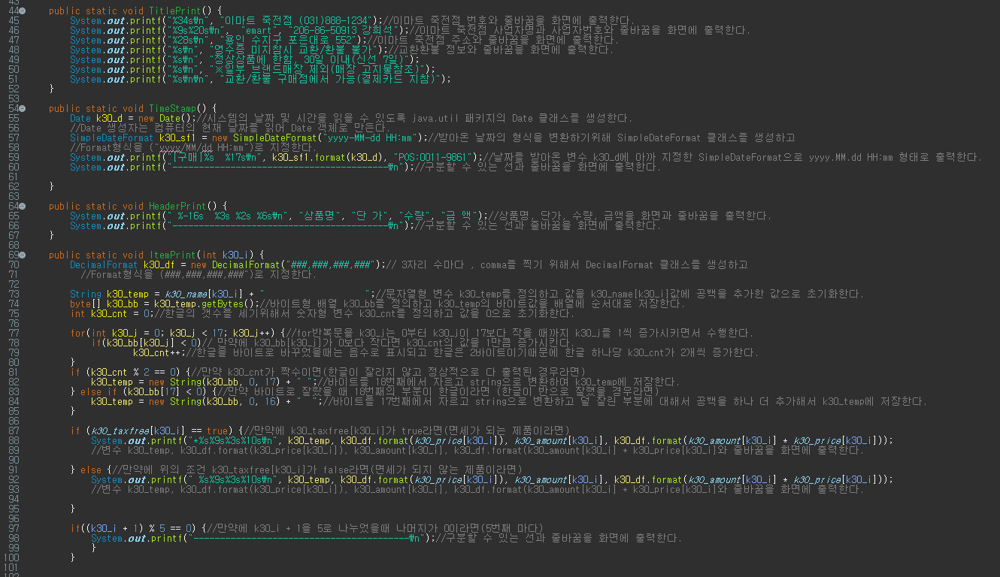 43
44 public static void TitlePrint() {
45 System.out.printf("%34s\n", "이마트 죽전점 (031)888-1234");//이마트 죽전점 번호와 줄바꿈을 화면에 출력한다.
46 System.out.printf("%9s%20s\n", "emart", "206-86-50913 강희석");//이마트 죽전점 사업자명과 사업자번호와 줄바꿈을 화면에 출력한다.
47 System.out.printf("%28s\n", "용인 수지구 포은대로 552");//이마트 죽전점 주소와 줄바꿈을 화면에 출력한다.
48 System.out.printf("%s\n", "영수증 미지참시 교환/환불 불가");//교환환불 정보와 줄바꿈을 화면에 출력한다.
49 System.out.printf("%s\n", "정상상품에 한함, 30일 이내(신선 7일)");
50 System.out.printf("%s\n", "※일부 브랜드매장 제외(매장 고지물참조)");
51 System.out.printf("%s\n\n", "교환/환불 구매점에서 가능(결제카드 지참)");
52 }
53
54 public static void TimeStamp() {
55 Date k30_d = new Date();//시스템의 날짜 및 시간을 읽을 수 있도록 java.util 패키지의 Date 클래스를 생성한다.
56 //Date 생성자는 컴퓨터의 현재 날짜를 읽어 Date 객체로 만든다.
57 SimpleDateFormat k30_sf1 = new SimpleDateFormat("yyyy-MM-dd HH:mm");//받아온 날짜의 형식을 변환하기위해 SimpleDateFormat 클래스를 생성하고
58 //Format형식을 ("yyyy/MM/dd HH:mm")로 지정한다.
59 System.out.printf("[구매]%s  %17s\n", k30_sf1.format(k30_d), "POS:0011-9861");//날짜를 받아온 변수 k30_d에 아까 지정한 SimpleDateFormat으로 yyyy.MM.dd HH:mm 형태로 출력한다.
60 System.out.printf("-----------------------------------------\n");//구분할 수 있는 선과 줄바꿈을 화면에 출력한다.
61
62 }
63
64 public static void HeaderPrint() {
65 System.out.printf(" %-16s  %3s %2s %6s\n", "상품명", "단 가", "수량", "금 액");//상품명, 단가, 수량, 금액을 화면과 줄바꿈을 출력한다.
66 System.out.printf("-----------------------------------------\n");//구분할 수 있는 선과 줄바꿈을 화면에 출력한다.
67 }
68
69 public static void ItemPrint(int k30_i) {
70 DecimalFormat k30_df = new DecimalFormat("###,###,###,###");// 3자리 수마다 , comma를 찍기 위해서 DecimalFormat 클래스를 생성하고
71 //Format형식을 (###,###,###,###")로 지정한다.
72
73 String k30_temp = k30_name[k30_i] + "                   ";//문자열형 변수 k30_temp를 정의하고 값을 k30_name[k30_i]값에 공백을 추가한 값으로 초기화한다.
74 byte[] k30_bb = k30_temp.getBytes();//바이트형 배열 k30_bb를 정의하고 k30_temp의 바이트값을 배열에 순서대로 저장한다.
75 int k30_cnt = 0;//한글의 갯수를 세기위해서 숫자형 변수 k30_cnt를 정의하고 값을 0으로 초기화한다.
76
77 for(int k30_j = 0; k30_j < 17; k30_j++) {//for반복문을 k30_j는 0부터 k30_j이 17보다 작을 때까지 k30_j를 1씩 증가시키면서 수행한다.
78 if(k30_bb[k30_j] < 0)// 만약에 k30_bb[k30_j]가 0보다 작다면 k30_cnt의 값을 1만큼 증가시킨다.
79 k30_cnt++;//한글을 바이트로 바꾸었을때는 음수로 표시되고 한글은 2바이트이기때문에 한글 하나당 k30_cnt가 2개씩 증가한다.
80 }
81 if (k30_cnt % 2 == 0) {//만약 k30_cnt가 짝수이면(한글이 잘리지 않고 정상적으로 다 출력된 경우라면)
82 k30_temp = new String(k30_bb, 0, 17) + " ";//바이트를 18번째에서 자르고 string으로 변환하며 k30_temp에 저장한다.
83 } else if (k30_bb[17] < 0) {//만약 바이트로 잘랐을 때 18번째의 부분이 한글이라면 (한글이 반으로 잘렸을 경우라면)
84 k30_temp = new String(k30_bb, 0, 16) + "  ";//바이트를 17번째에서 자르고 string으로 변환하고 덜 잘린 부분에 대해서 공백을 하나 더 추가해서 k30_temp에 저장한다.
85 }
86
87 if (k30_taxfree[k30_i] == true) {//만약에 k30_taxfree[k30_i]가 true라면(면세가 되는 제품이라면)
88 System.out.printf("*%s%9s%3s%10s\n", k30_temp, k30_df.format(k30_price[k30_i]), k30_amount[k30_i], k30_df.format(k30_amount[k30_i] * k30_price[k30_i]));
89 //변수 k30_temp, k30_df.format(k30_price[k30_i]), k30_amount[k30_i], k30_df.format(k30_amount[k30_i] * k30_price[k30_i]와 줄바꿈을 화면에 출력한다.
90
91 } else {//만약에 위의 조건 k30_taxfree[k30_i]가 false라면(면세가 되지 않는 제품이라면)
92 System.out.printf(" %s%9s%3s%10s\n", k30_temp, k30_df.format(k30_price[k30_i]), k30_amount[k30_i], k30_df.format(k30_amount[k30_i] * k30_price[k30_i]));
93 //변수 k30_temp, k30_df.format(k30_price[k30_i]), k30_amount[k30_i], k30_df.format(k30_amount[k30_i] * k30_price[k30_i]와 줄바꿈을 화면에 출력한다.
94
95 }
96
97 if((k30_i + 1) % 5 == 0) {//만약에 k30_i + 1을 5로 나누었을때 나머지가 0이라면(5번째 마다)
98 System.out.printf("-----------------------------------------\n");//구분할 수 있는 선과 줄바꿈을 화면에 출력한다.
99 }
100 }
101